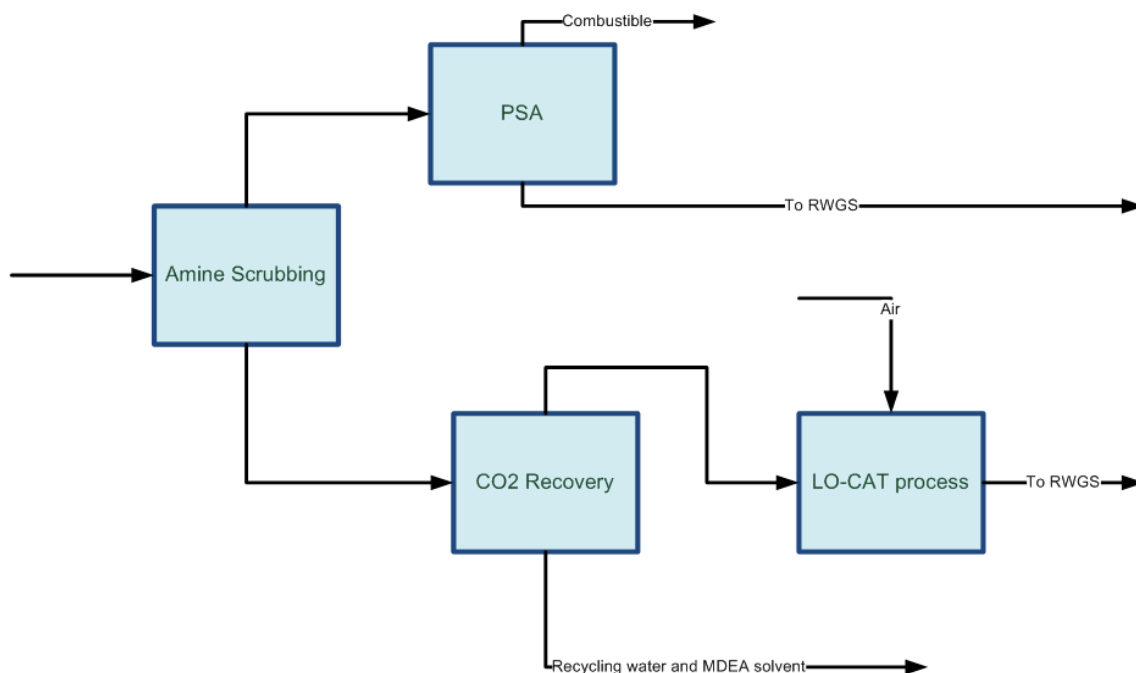 Combustible
PSA
To RWGS
Amine Scrubbing
Air
CO2 Recovery
LO-CAT process
To RWGS
Recycling water and MDEA solvent